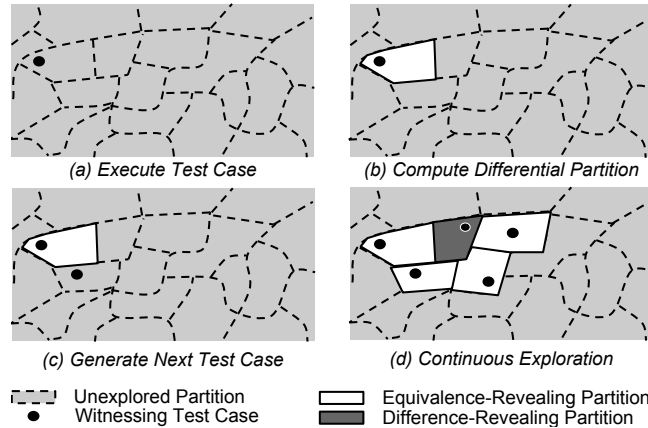 (a) Execute Test Case
(b) Compute Differential Partition
(c) Generate Next Test Case
(d) Continuous Exploration
Unexplored Partition
Equivalence-Revealing Partition
Witnessing Test Case
Difference-Revealing Partition